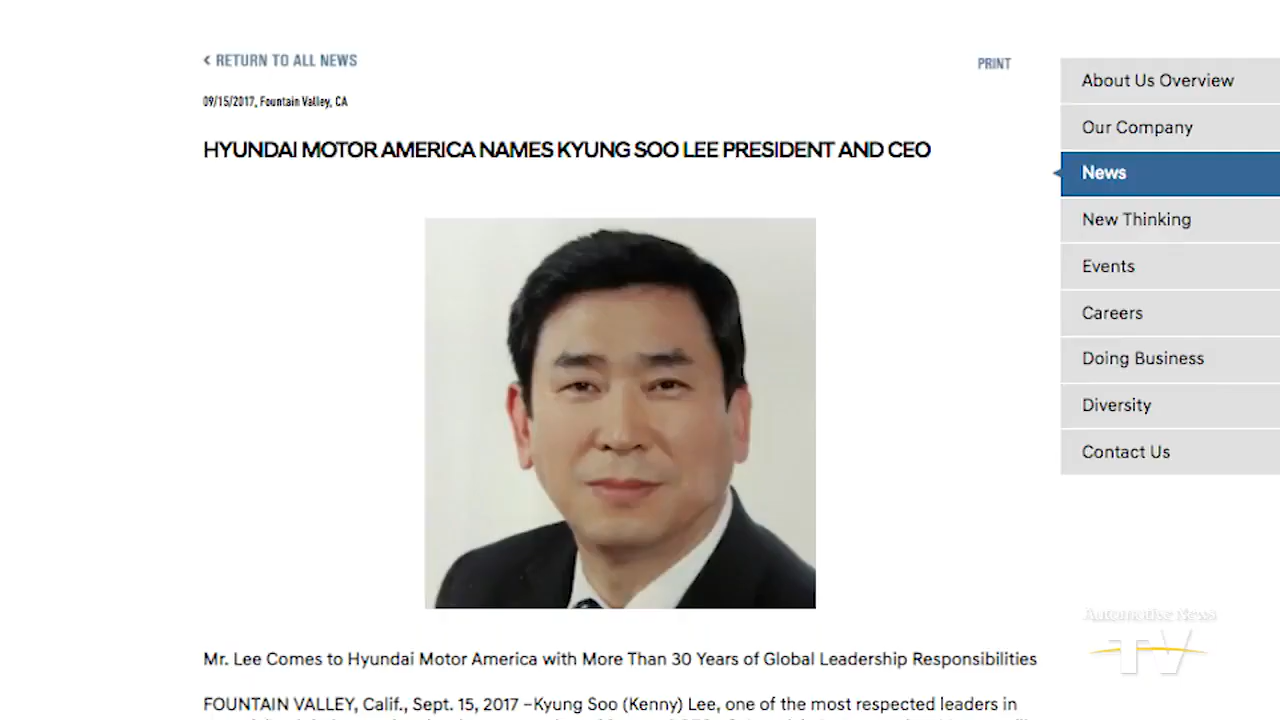 < RETURN TO ALL NEWS
PRINT
09/15/2017, Fountain Valley, CA
HYUNDAI MOTOR AMERICA NAMES KYUNG SOO LEE PRESIDENT AND CEO
About Us Overview
Our Company
News
New Thinking
Events
Careers
Doing Business
Diversity
Contact Us
Mr. Lee Comes to Hyundai Motor America with More Than 30 Years of Global Leadership Responsibilities
FOUNTAIN VALLEY, Calif., Sept. 15, 2017 –Kyung Soo (Kenny) Lee, one of the most respected leaders in
Automotive News
TV